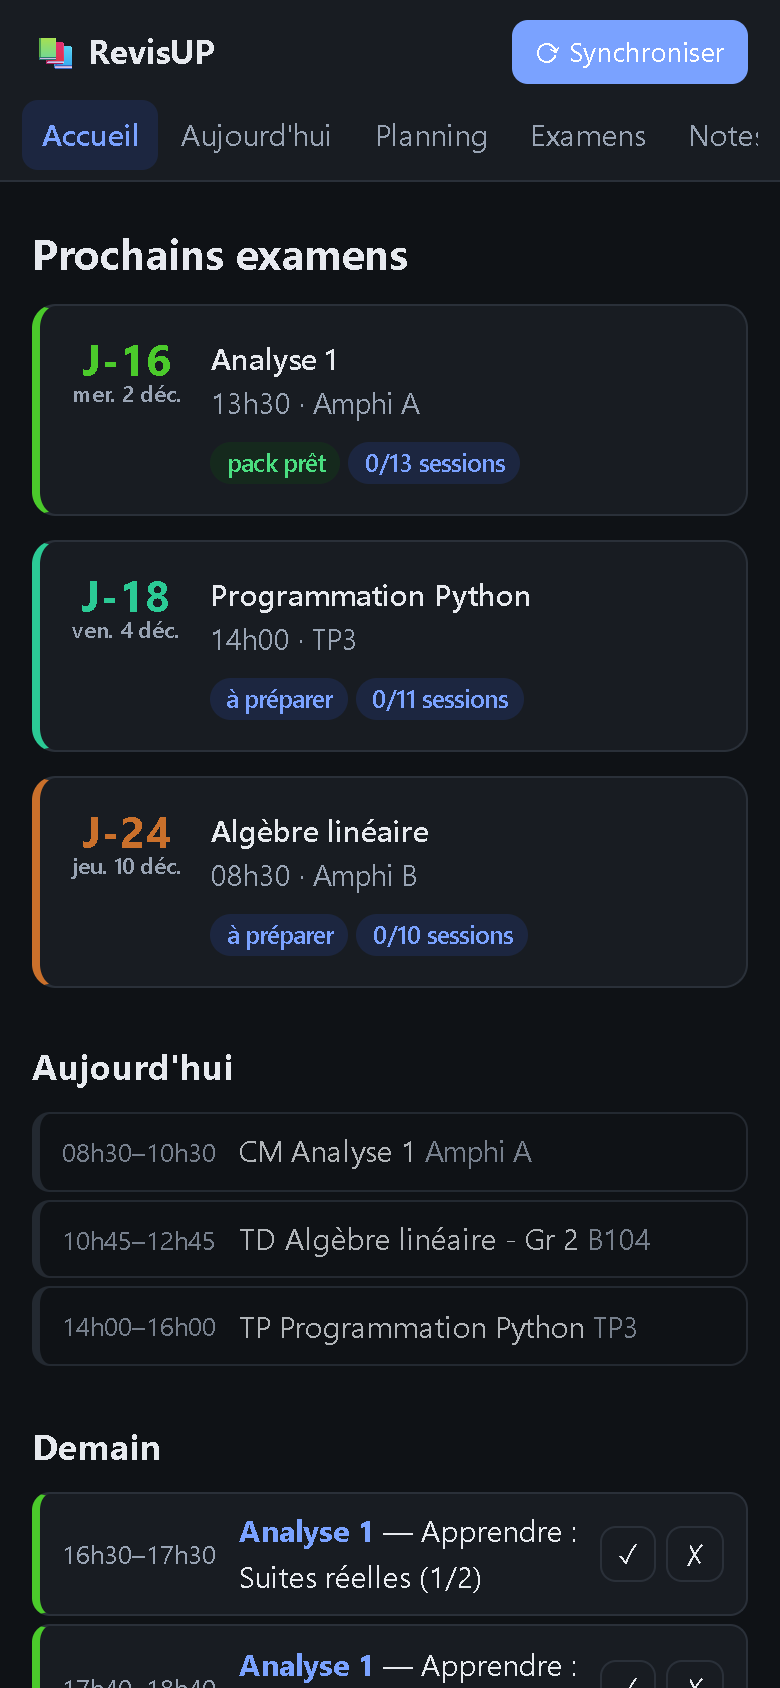 RevisUP
Synchroniser
Accueil Aujourd'hui Planning Examens Notes
Prochains examens
J-16
mer. 2 déc.
Analyse 1
13h30 · Amphi A
pack prêt 0/13 sessions
J-18
ven. 4 déc.
Programmation Python
14h00 · TP3
à préparer 0/11 sessions
J-24
jeu. 10 déc.
Algèbre linéaire
08h30 · Amphi B
à préparer 0/10 sessions
Aujourd'hui
08h30–10h30 CM Analyse 1 Amphi A
10h45–12h45 TD Algèbre linéaire - Gr 2 B104
14h00–16h00 TP Programmation Python TP3
Demain
16h30–17h30
Analyse 1 — Apprendre :
Suites réelles (1/2)
✓ X
Analyse 1 — Apprendre :
17h40–18h40